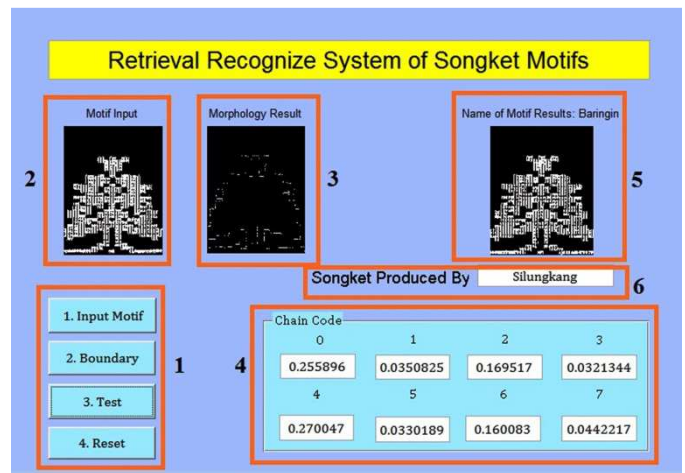 Retrieval Recognize System of Songket Motifs
Motif Input
Morphology Result
Name of Motif Results: Baringin
2
3
5
Songket Produced By Silungkang
6
1. Input Motif
2. Boundary
3. Test
4. Reset
1
4
Chain Code
0 1 2 3
0.255896 0.0350825 0.169517 0.0321344
4 5 6 7
0.270047 0.0330189 0.160083 0.0442217